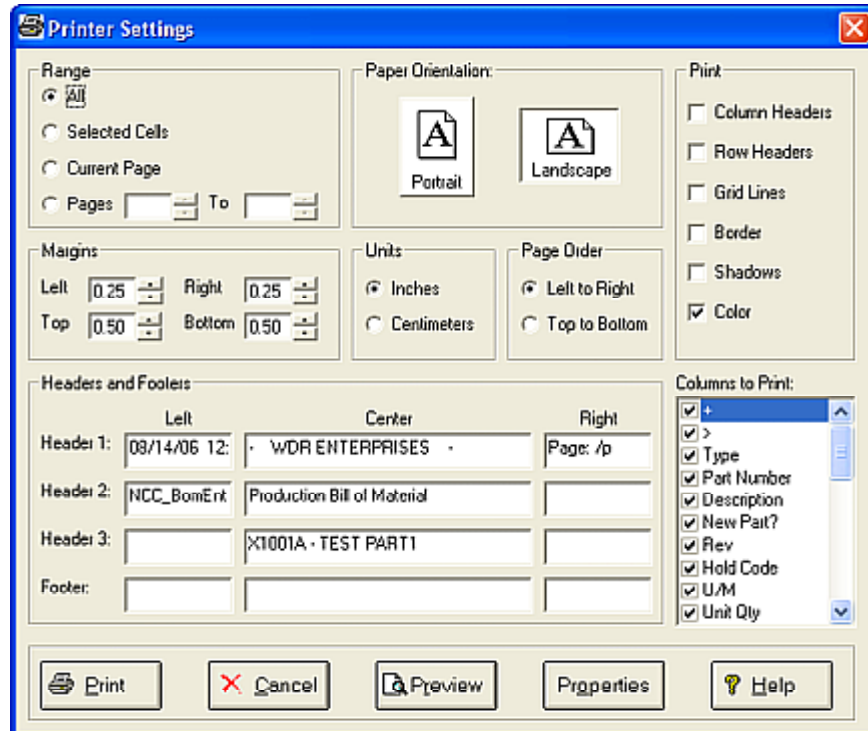 Printer Settings
Range
All
Selected Cells
Current Page
Pages To
Paper Orientation:
A
Portrait
A
Landscape
Print
Column Headers
Row Headers
Grid Lines
Border
Shadows
Color
Margins
Left 0.25 Right 0.25
Top 0.50 Bottom 0.50
Units
Inches
Centimeters
Page Order
Left to Right
Top to Bottom
Headers and Footers
Left Center Right
Header 1: 08/14/06 12: - WDR ENTERPRISES - Page: /p
Header 2: NCC_BomEnt Production Bill of Material
Header 3: X1001A - TEST PART1
Footer:
Columns to Print:
+
>
Type
Part Number
Description
New Part?
Rev
Hold Code
U/M
Unit Qty
Print
Cancel
Preview
Properties
Help